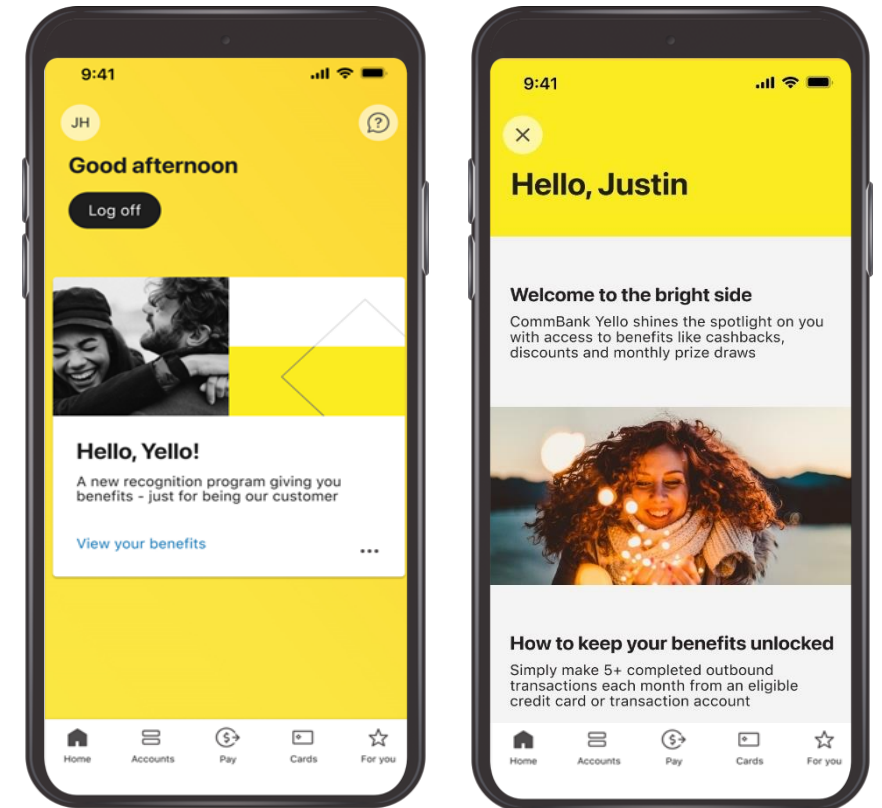 9:41
JH
Good afternoon
Log off
Hello, Yello!
A new recognition program giving you
benefits - just for being our customer
View your benefits
Home
Accounts
Pay
Cards
For you
9:41
Hello, Justin
Welcome to the bright side
CommBank Yello shines the spotlight on you
with access to benefits like cashbacks,
discounts and monthly prize draws
How to keep your benefits unlocked
Simply make 5+ completed outbound
transactions each month from an eligible
credit card or transaction account
Home
Accounts
Pay
Cards
For you